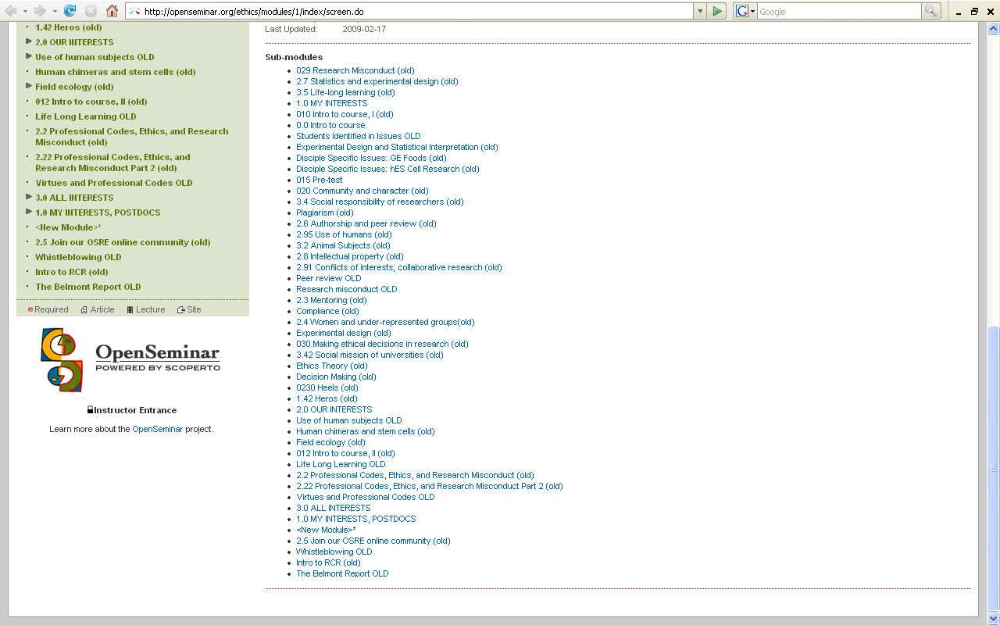 http://openseminar.org/ethics/modules/1/index/screen.do
G
Google
1.42 Heros (old)
2.0 OUR INTERESTS
Use of human subjects OLD
Human chimeras and stem cells (old)
Field ecology (old)
012 Intro to course, II (old)
Life Long Learning OLD
2.2 Professional Codes, Ethics, and Research
Misconduct (old)
2.22 Professional Codes, Ethics, and
Research Misconduct Part 2 (old)
Virtues and Professional Codes OLD
3.0 ALL INTERESTS
1.0 MY INTERESTS, POSTDOCS
<New Module>*
2.5 Join our OSRE online community (old)
Whistleblowing OLD
Intro to RCR (old)
The Belmont Report OLD
Required Article Lecture Site
OpenSeminar
POWERED BY SCOPERTO
Instructor Entrance
Learn more about the OpenSeminar project.
Last Updated: 2009-02-17
Sub-modules
029 Research Misconduct (old)
2.7 Statistics and experimental design (old)
3.5 Life-long learning (old)
1.0 MY INTERESTS
010 Intro to course, I (old)
0.0 Intro to course
Students Identified in Issues OLD
Experimental Design and Statistical Interpretation (old)
Disciple Specific Issues: GE Foods (old)
Disciple Specific Issues: hES Cell Research (old)
015 Pre-test
020 Community and character (old)
3.4 Social responsibility of researchers (old)
Plagiarism (old)
2.6 Authorship and peer review (old)
2.95 Use of humans (old)
3.2 Animal Subjects (old)
2.8 Intellectual property (old)
2.91 Conflicts of interests; collaborative research (old)
Peer review OLD
Research misconduct OLD
2.3 Mentoring (old)
Compliance (old)
2.4 Women and under-represented groups(old)
Experimental design (old)
030 Making ethical decisions in research (old)
3.42 Social mission of universities (old)
Ethics Theory (old)
Decision Making (old)
0230 Heels (old)
1.42 Heros (old)
2.0 OUR INTERESTS
Use of human subjects OLD
Human chimeras and stem cells (old)
Field ecology (old)
012 Intro to course, II (old)
Life Long Learning OLD
2.2 Professional Codes, Ethics, and Research Misconduct (old)
2.22 Professional Codes, Ethics, and Research Misconduct Part 2 (old)
Virtues and Professional Codes OLD
3.0 ALL INTERESTS
1.0 MY INTERESTS, POSTDOCS
<New Module>*
2.5 Join our OSRE online community (old)
Whistleblowing OLD
Intro to RCR (old)
The Belmont Report OLD